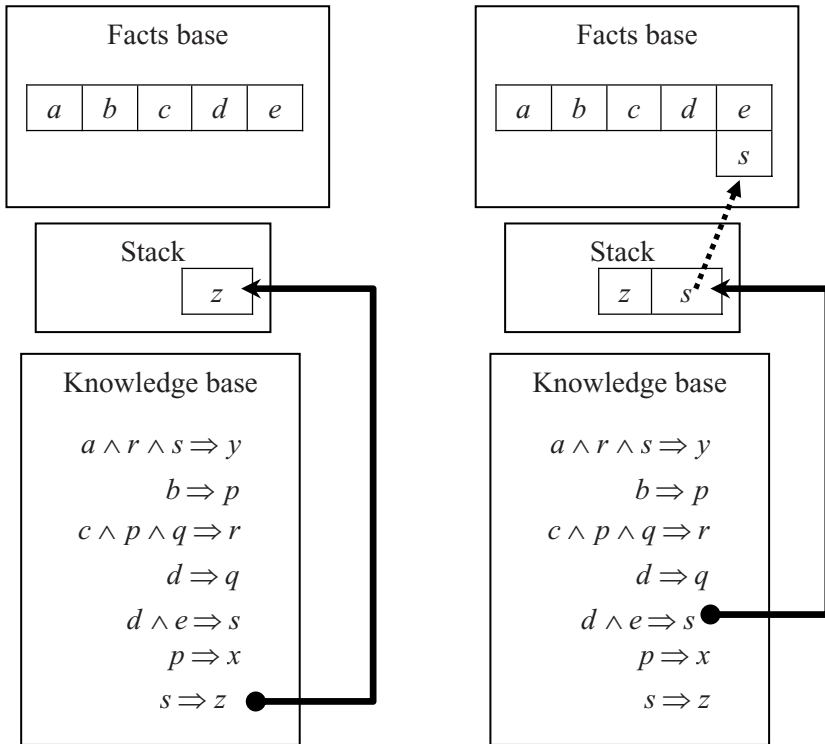 Facts base
a b c d e
Stack
z
Knowledge base
a ∧ r ∧ s ⇒ y
b ⇒ p
c ∧ p ∧ q ⇒ r
d ⇒ q
d ∧ e ⇒ s
p ⇒ x
s ⇒ z
Facts base
a b c d e
s
Stack
z s
Knowledge base
a ∧ r ∧ s ⇒ y
b ⇒ p
c ∧ p ∧ q ⇒ r
d ⇒ q
d ∧ e ⇒ s
p ⇒ x
s ⇒ z